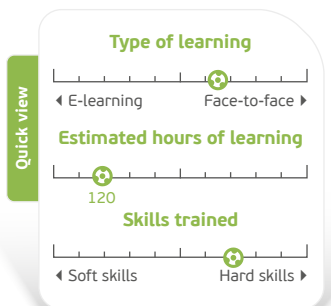 Quick view
Type of learning
◀ E-learning Face-to-face ▶
Estimated hours of learning
120
Skills trained
◀ Soft skills Hard skills ▶